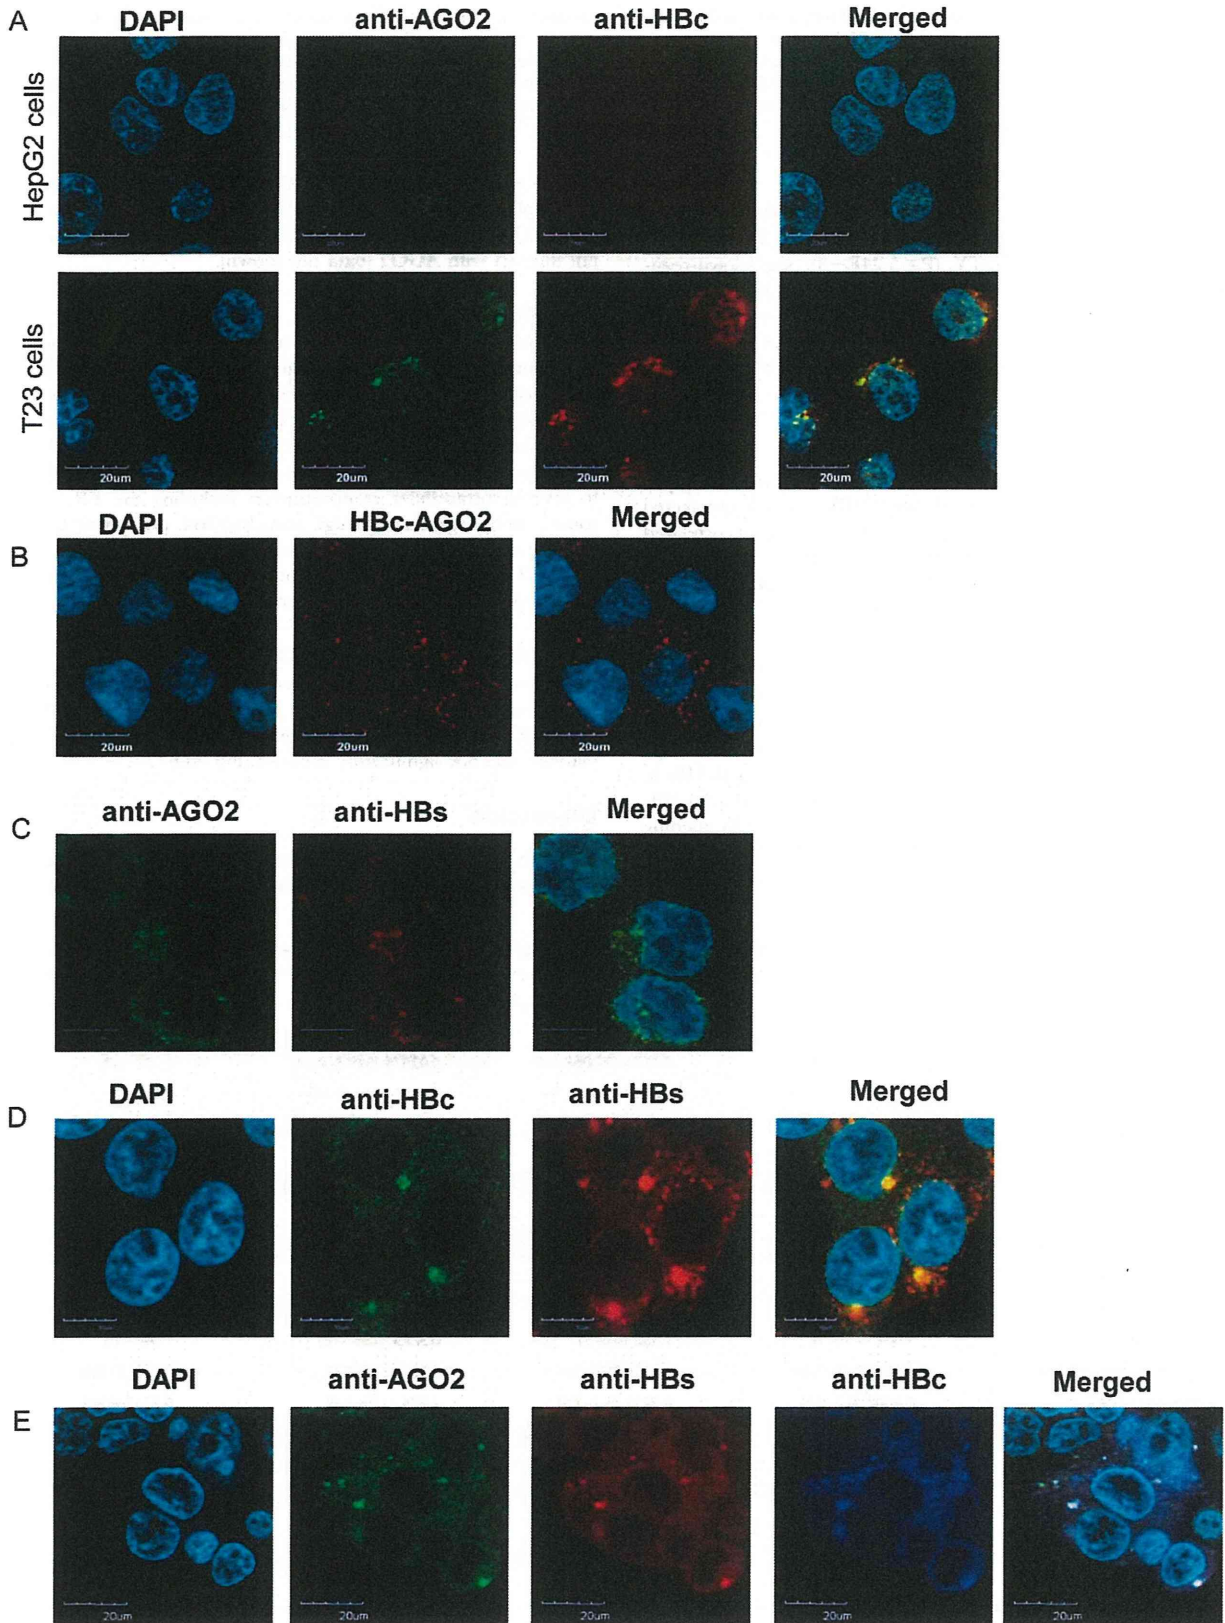 A
DAPI anti-AGO2 anti-HBc Merged
HepG2 cells
T23 cells
20um 20um 20um 20um
B
DAPI HBc-AGO2 Merged
20um 20um 20um
C
anti-AGO2 anti-HBs Merged
D
DAPI anti-HBc anti-HBs Merged
E
DAPI anti-AGO2 anti-HBs anti-HBc Merged
20um 20um 20um 20um 20um